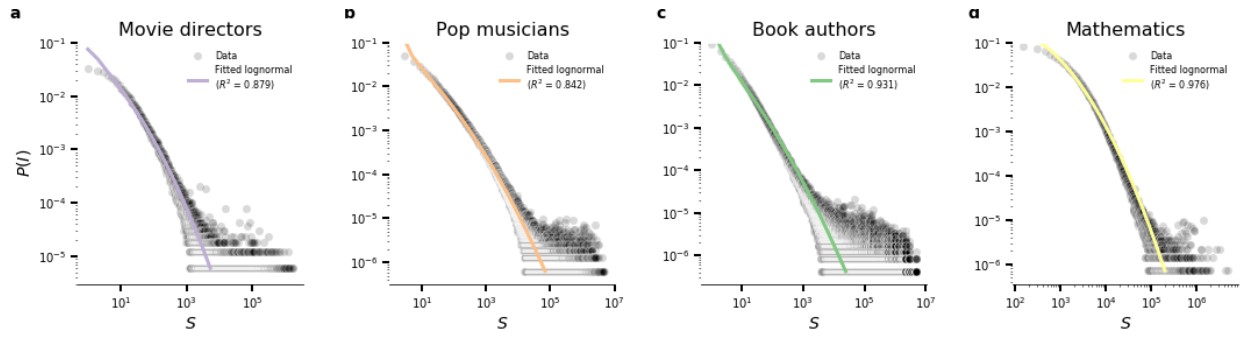 a
Movie directors
Data
Fitted lognormal
(R² = 0.879)
P(I)
10⁻¹
10⁻²
10⁻³
10⁻⁴
10⁻⁵
10¹
10³
10⁵
S
b
Pop musicians
Data
Fitted lognormal
(R² = 0.842)
10⁻¹
10⁻²
10⁻³
10⁻⁴
10⁻⁵
10⁻⁶
10¹
10³
10⁵
10⁷
S
c
Book authors
Data
Fitted lognormal
(R² = 0.931)
10⁻¹
10⁻²
10⁻³
10⁻⁴
10⁻⁵
10⁻⁶
10¹
10³
10⁵
10⁷
S
Mathematics
Data
Fitted lognormal
(R² = 0.976)
10⁻¹
10⁻²
10⁻³
10⁻⁴
10⁻⁵
10⁻⁶
10²
10³
10⁴
10⁵
10⁶
S